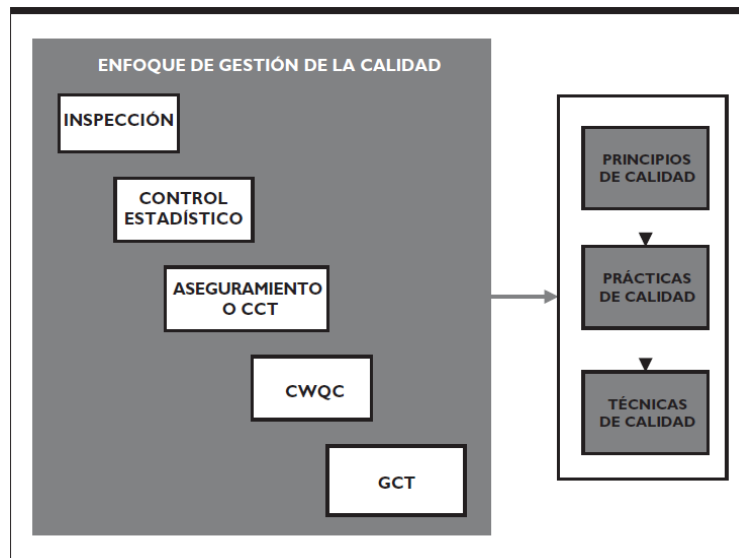 ENFOQUE DE GESTIÓN DE LA CALIDAD
INSPECCIÓN
CONTROL
ESTADÍSTICO
ASEGURAMIENTO
O CCT
CWQC
GCT
PRINCIPIOS
DE CALIDAD
PRÁCTICAS
DE CALIDAD
TÉCNICAS
DE CALIDAD